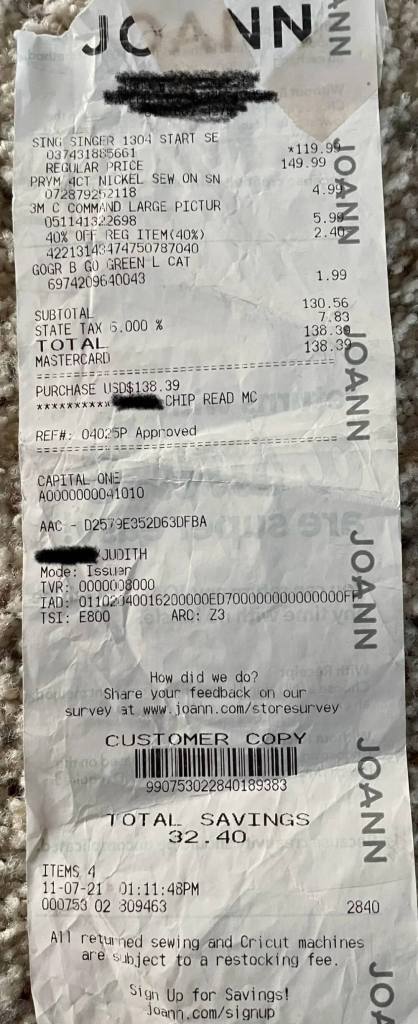 JOANN
SING SINGER 1304 START SE
037431885661 *119.99
REGULAR PRICE 149.99
PRYM 4CT NICKEL SEW ON SN
072879252118 4.99
3M C COMMAND LARGE PICTUR
051141322698 5.99
40% OFF REG ITEM(40%) 2.40
42213143474750787040
GOGR B GO GREEN L CAT
6974209640043 1.99
SUBTOTAL 130.56
STATE TAX 6.000 % 7.83
TOTAL 138.39
MASTERCARD 138.39
PURCHASE USD$138.39
CHIP READ MC
REF#: 04025P Approved
CAPITAL ONE
A0000000041010
AAC - D2579E352D63DFBA
/JUDITH
Mode: Issuer
TVR: 0000008000
IAD: 0110204001620000​0ED700000000000000FF
TSI: E800 ARC: Z3
How did we do?
Share your feedback on our
survey at www.joann.com/storesurvey
CUSTOMER COPY
990753022840189383
TOTAL SAVINGS
32.40
ITEMS 4
11-07-21 01:11:48PM
000753 02 309463 2840
All returned sewing and Cricut machines
are subject to a restocking fee.
Sign Up for Savings!
joann.com/signup
JOANN
JOANN
JOANN
JOANN